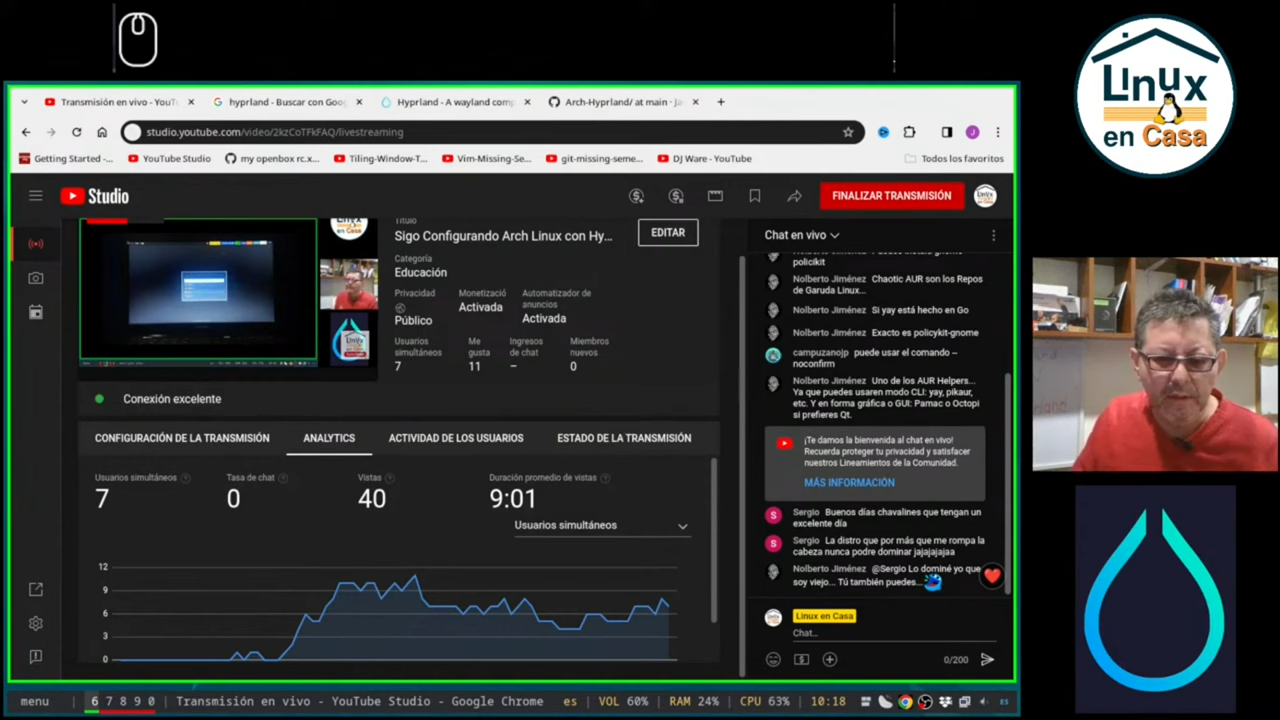 Linux
en Casa
Transmisión en vivo - YouTu
hyprland - Buscar con Goog
Hyprland - A wayland comp
Arch-Hyprland/ at main · Ja
studio.youtube.com/video/2kzCoTFkFAQ/livestreaming
J
Getting Started -...
YouTube Studio
my openbox rc.x...
Tiling-Window-T...
Vim-Missing-Se...
git-missing-seme...
DJ Ware - YouTube
Todos los favoritos
Studio
FINALIZAR TRANSMISIÓN
Título
Sigo Configurando Arch Linux con Hy...
EDITAR
Categoría
Educación
Privacidad
Público
Monetizació
Activada
Automatizador de
anuncios
Activada
Usuarios
simultáneos
7
Me
gusta
11
Ingresos
de chat
–
Miembros
nuevos
0
Conexión excelente
CONFIGURACIÓN DE LA TRANSMISIÓN
ANALYTICS
ACTIVIDAD DE LOS USUARIOS
ESTADO DE LA TRANSMISIÓN
Usuarios simultáneos
7
Tasa de chat
0
Vistas
40
Duración promedio de vistas
9:01
Usuarios simultáneos
12
9
6
3
0
Chat en vivo
policikit
Nolberto Jiménez Chaotic AUR son los Repos
de Garuda Linux...
Nolberto Jiménez Si yay está hecho en Go
Nolberto Jiménez Exacto es policykit-gnome
campuzanojp puede usar el comando –
noconfirm
Nolberto Jiménez Uno de los AUR Helpers...
Ya que puedes usaren modo CLI: yay, pikaur,
etc. Y en forma gráfica o GUI: Pamac o Octopi
si prefieres Qt.
¡Te damos la bienvenida al chat en vivo!
Recuerda proteger tu privacidad y satisfacer
nuestros Lineamientos de la Comunidad.
MÁS INFORMACIÓN
S
Sergio Buenos días chavalines que tengan un
excelente día
S
Sergio La distro que por más que me rompa la
cabeza nunca podre dominar jajajajajaa
Nolberto Jiménez @Sergio Lo dominé yo que
soy viejo... Tú también puedes...
Linux en Casa
Chat...
0/200
menu
6 7 8 9 0
Transmisión en vivo - YouTube Studio - Google Chrome
es
VOL 60%
RAM 24%
CPU 63%
10:18
ES